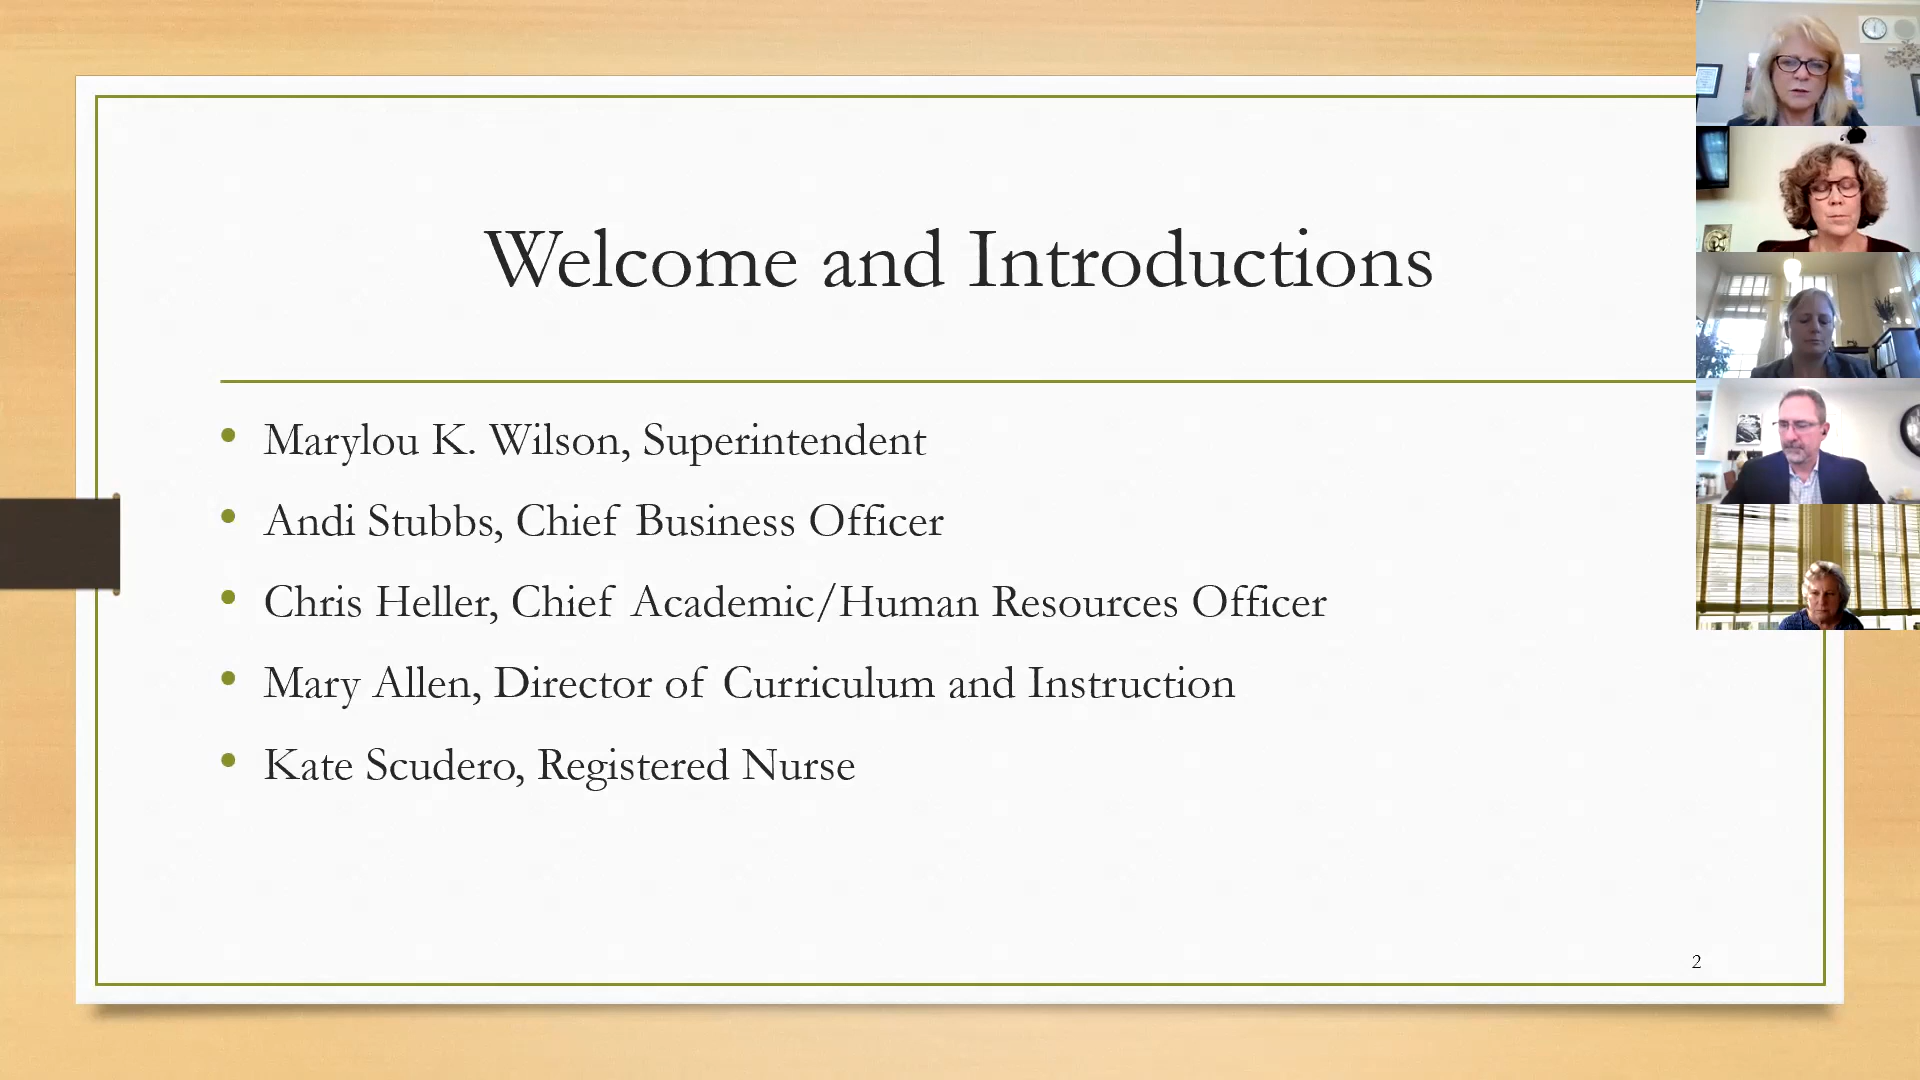 Welcome and Introductions
Marylou K. Wilson, Superintendent
Andi Stubbs, Chief Business Officer
Chris Heller, Chief Academic/Human Resources Officer
Mary Allen, Director of Curriculum and Instruction
Kate Scudero, Registered Nurse
2